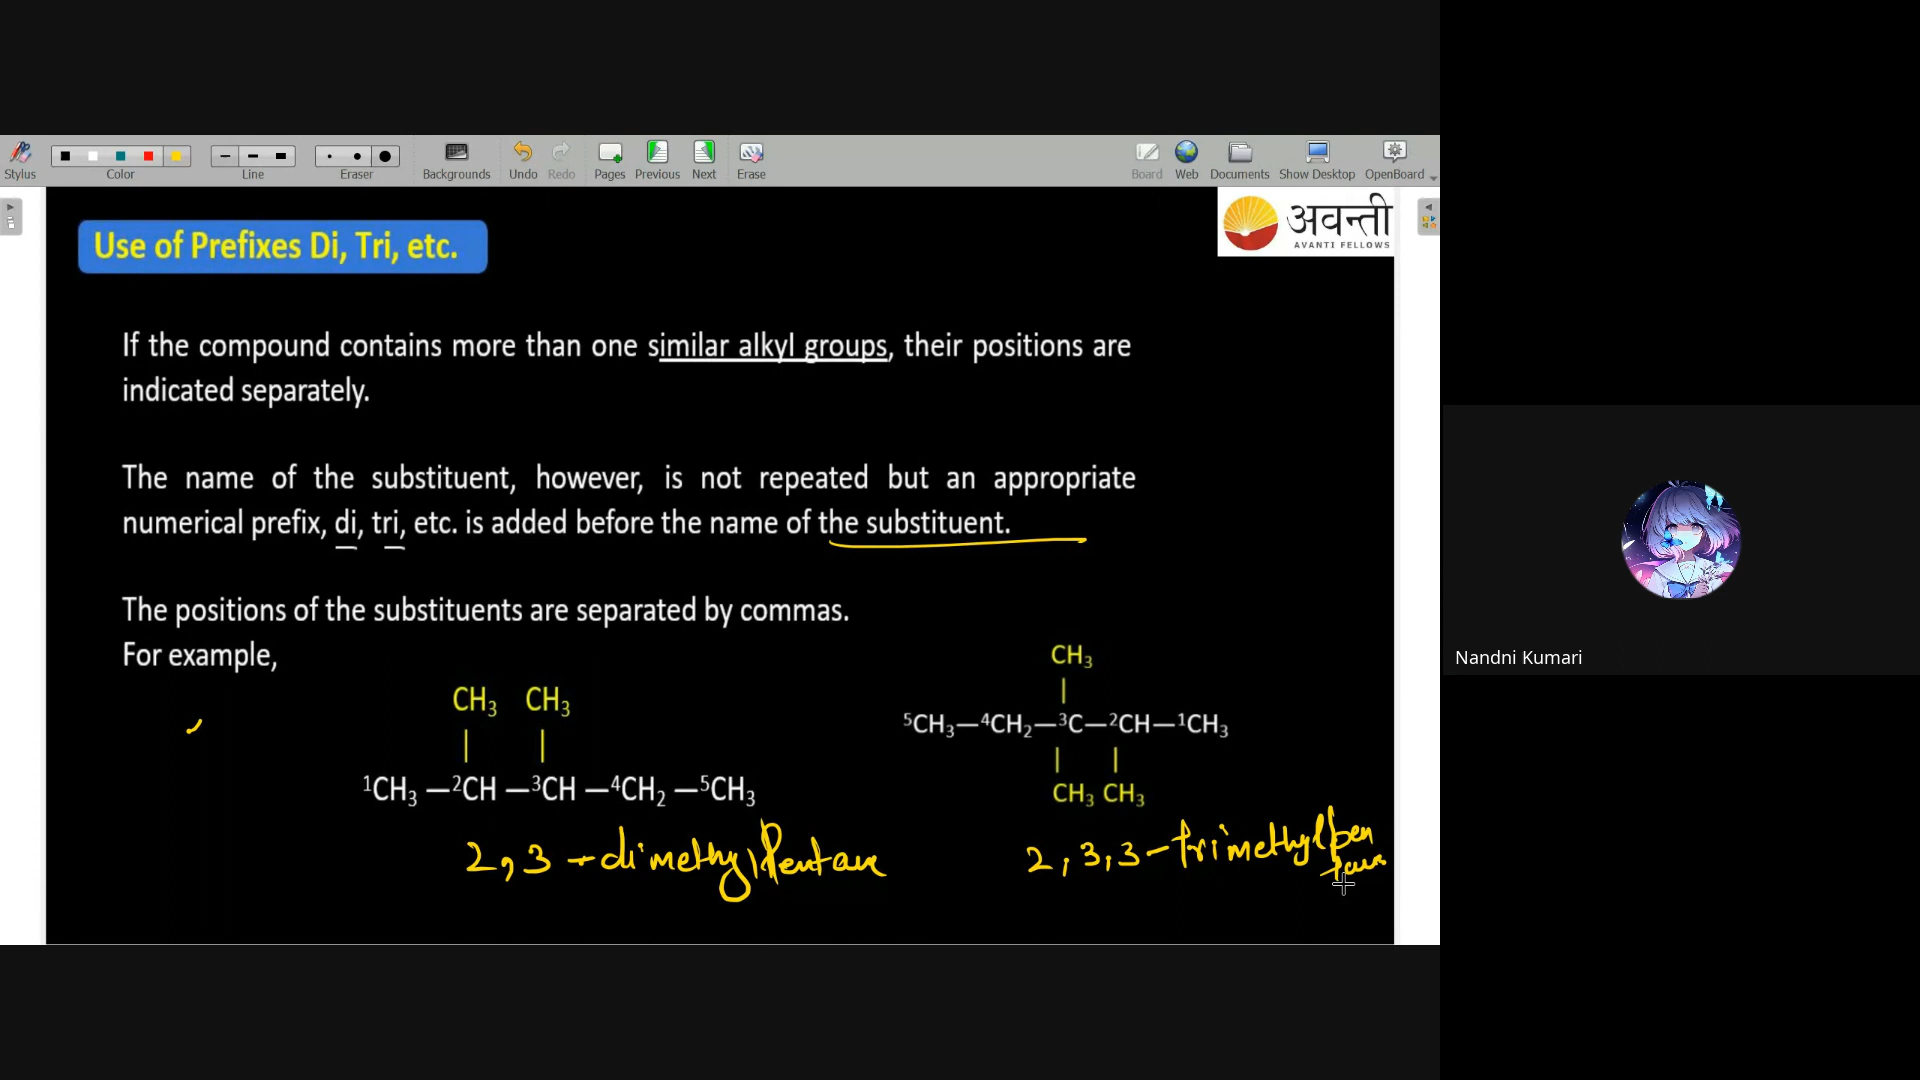 Stylus Color Line Eraser Backgrounds Undo Redo Pages Previous Next Erase Board Web Documents Show Desktop OpenBoard
अवन्ती
AVANTI FELLOWS
Use of Prefixes Di, Tri, etc.
If the compound contains more than one similar alkyl groups, their positions are
indicated separately.
The name of the substituent, however, is not repeated but an appropriate
numerical prefix, di, tri, etc. is added before the name of the substituent.
The positions of the substituents are separated by commas.
For example,
CH₃ CH₃
¹CH₃ —²CH —³CH —⁴CH₂ —⁵CH₃
2,3 - dimethylPentane
CH₃
⁵CH₃—⁴CH₂—³C—²CH—¹CH₃
CH₃ CH₃
2,3,3-trimethylpen
tane
Nandni Kumari